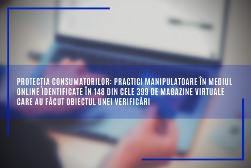 PROTECȚIA CONSUMATORILOR: PRACTICI MANIPULATOARE ÎN MEDIUL
ONLINE IDENTIFICATE ÎN 148 DIN CELE 399 DE MAGAZINE VIRTUALE
CARE AU FĂCUT OBIECTUL UNEI VERIFICĂRI